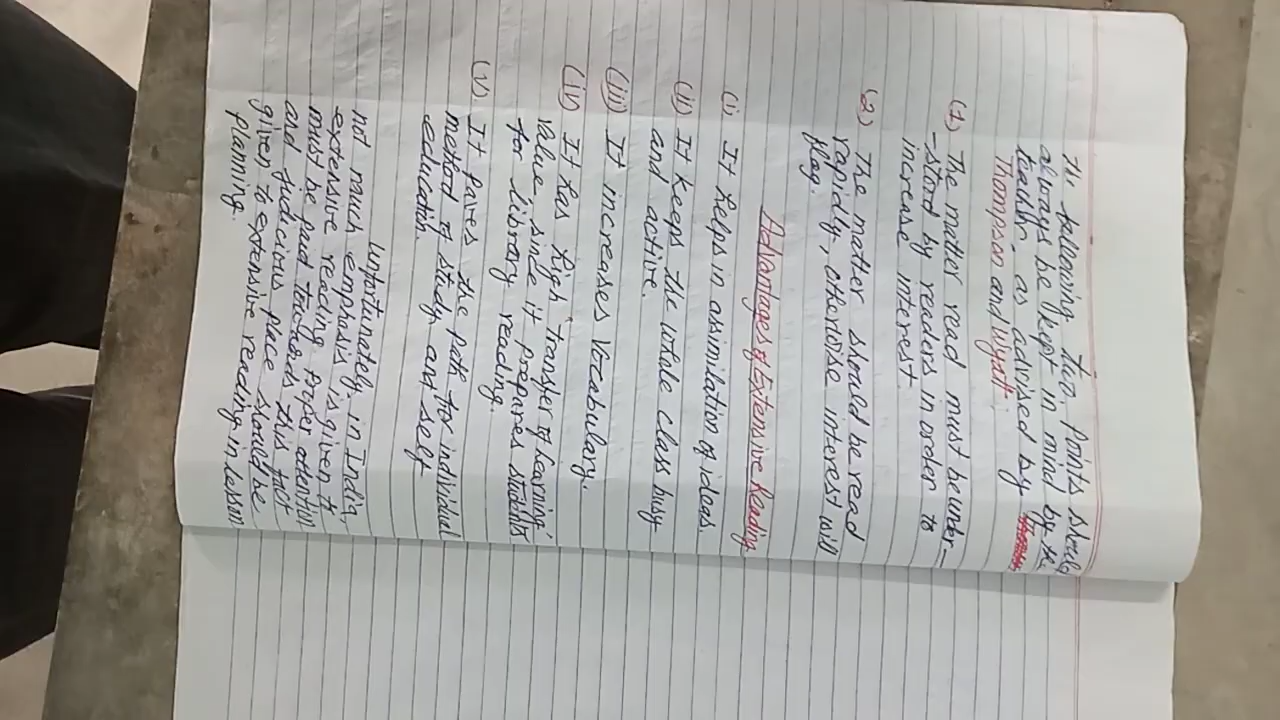 The following two points should
always be kept in mind by the
teacher, as advised by
Thompson and Wyatt.
(1) The matter read must be under-
-stood by readers in order to
increase interest.
(2) The matter should be read
rapidly, otherwise interest will
flag.
Advantages of Extensive Reading
(i) It helps in assimilation of ideas.
(ii) It keeps the whole class busy
and active.
(iii) It increases vocabulary.
(iv) It has high 'transfer of learning'
value, since it prepares students
for library reading.
(v) It paves the path for individual
method of study and self
education.
Unfortunately, in India,
not much emphasis is given to
extensive reading. Proper attention
must be paid towards this fact
and judicious place should be
given to extensive reading in lesson
planning.